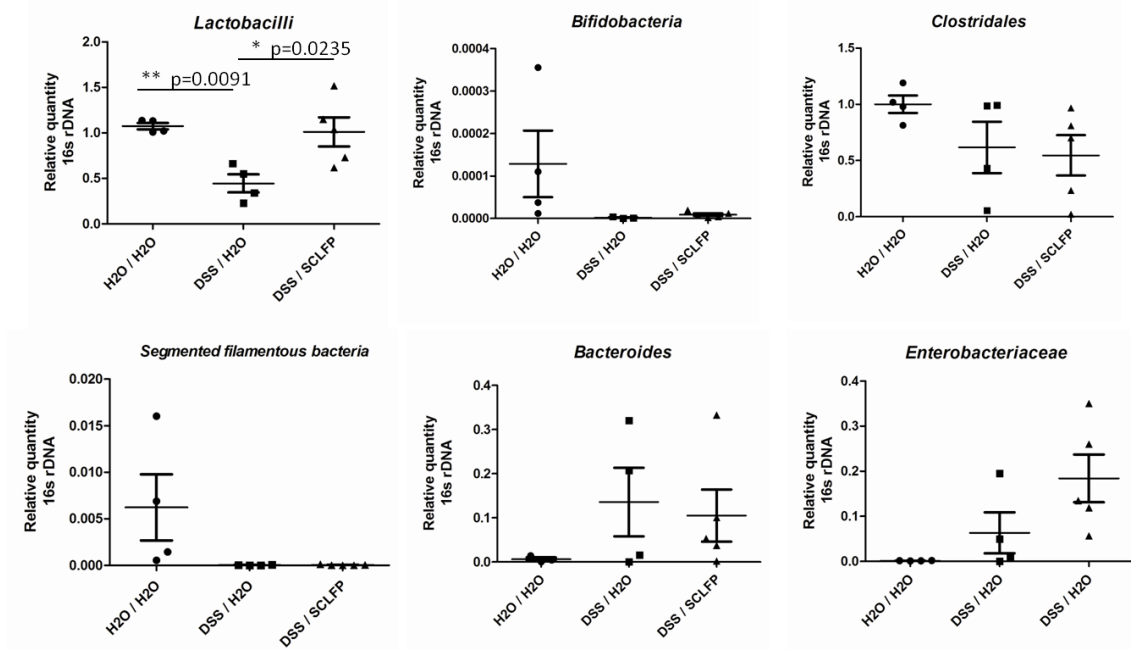 Lactobacilli
Relative quantity
16s rDNA
2.0
1.5
1.0
0.5
0.0
** p=0.0091
* p=0.0235
H2O / H2O
DSS / H2O
DSS / SCLFP
Bifidobacteria
Relative quantity
16s rDNA
0.0004
0.0003
0.0002
0.0001
0.0000
H2O / H2O
DSS / H2O
DSS / SCLFP
Clostridales
Relative quantity
16s rDNA
1.5
1.0
0.5
0.0
H2O / H2O
DSS / H2O
DSS / SCLFP
Segmented filamentous bacteria
Relative quantity
16s rDNA
0.020
0.015
0.010
0.005
0.000
H2O / H2O
DSS / H2O
DSS / SCLFP
Bacteroides
Relative quantity
16s rDNA
0.4
0.3
0.2
0.1
0.0
H2O / H2O
DSS / H2O
DSS / SCLFP
Enterobacteriaceae
Relative quantity
16s rDNA
0.4
0.3
0.2
0.1
0.0
H2O / H2O
DSS / H2O
DSS / H2O